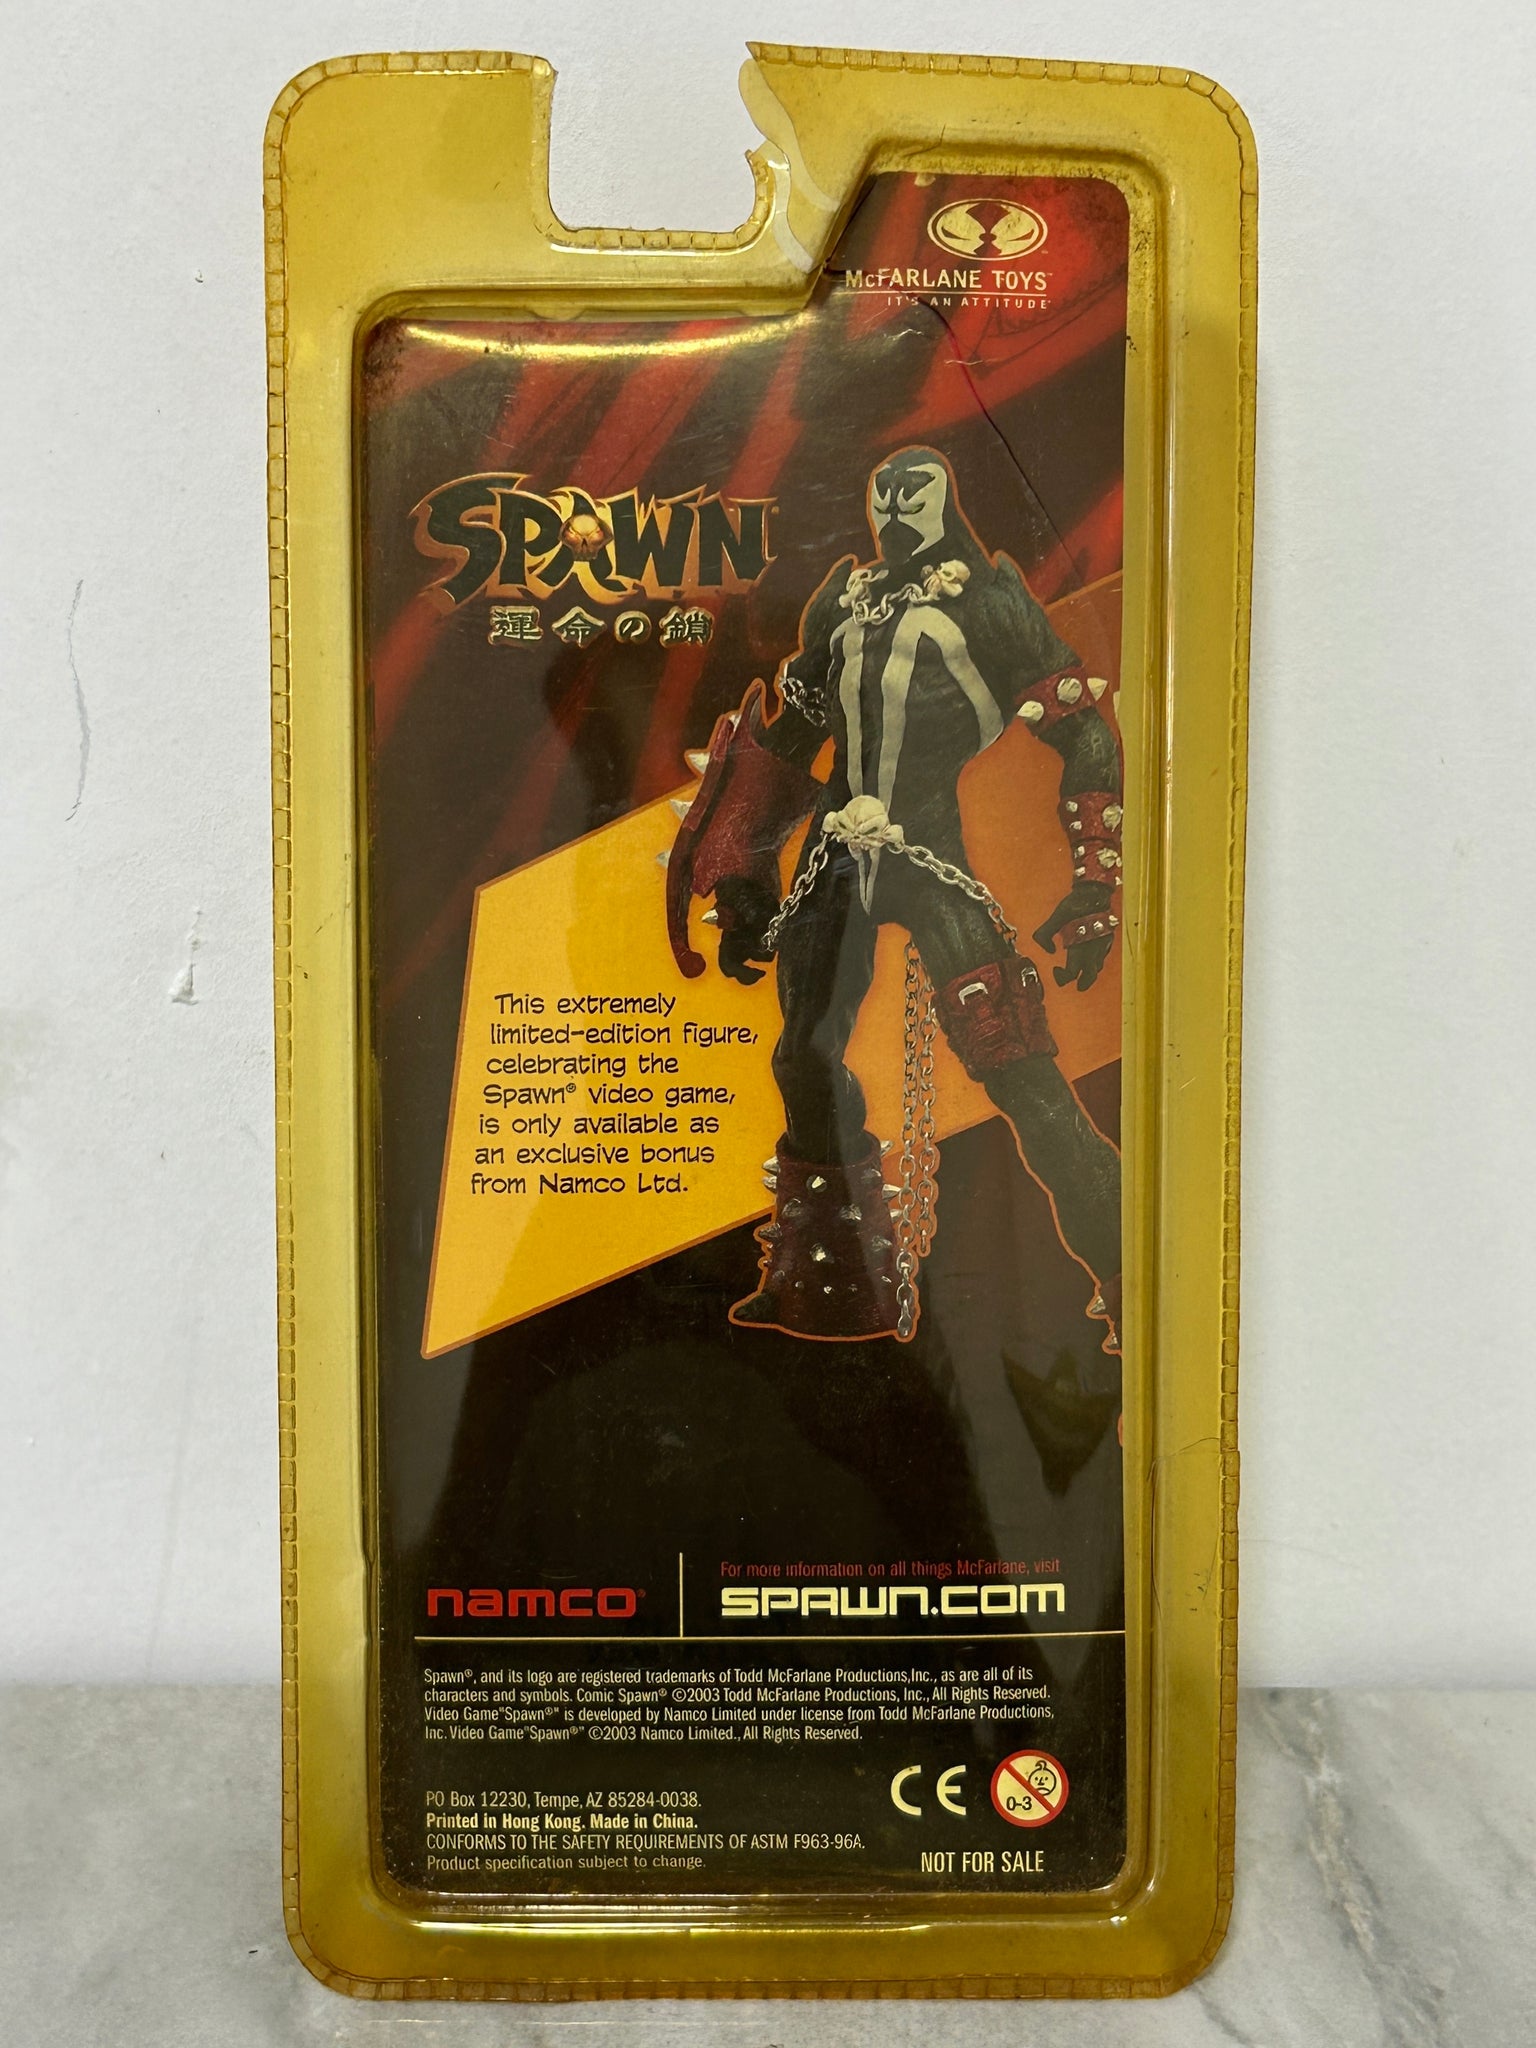 McFARLANE TOYS™
IT'S AN ATTITUDE™
SPAWN
運命の鎖
This extremely
limited-edition figure,
celebrating the
Spawn® video game,
is only available as
an exclusive bonus
from Namco Ltd.
namco®
For more information on all things McFarlane, visit
SPAWN.COM
Spawn®, and its logo are registered trademarks of Todd McFarlane Productions,Inc., as are all of its
characters and symbols. Comic Spawn® ©2003 Todd McFarlane Productions, Inc., All Rights Reserved.
Video Game"Spawn®" is developed by Namco Limited under license from Todd McFarlane Productions,
Inc. Video Game"Spawn®" ©2003 Namco Limited., All Rights Reserved.
PO Box 12230, Tempe, AZ 85284-0038.
Printed in Hong Kong. Made in China.
CONFORMS TO THE SAFETY REQUIREMENTS OF ASTM F963-96A.
Product specification subject to change.
CE
0-3
NOT FOR SALE